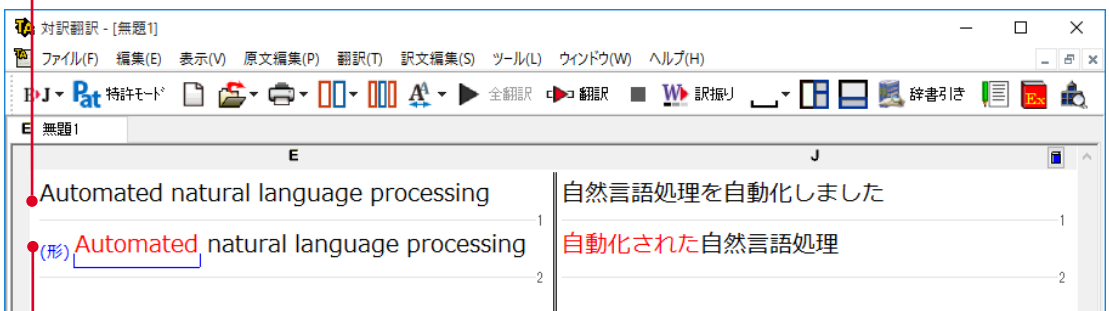 対訳翻訳 - [無題1]
ファイル(F) 編集(E) 表示(V) 原文編集(P) 翻訳(T) 訳文編集(S) ツール(L) ウィンドウ(W) ヘルプ(H)
E▶J Pat 特許モード 全翻訳 翻訳 W 訳振り 辞書引き Ex
E 無題1
E J
Automated natural language processing 自然言語処理を自動化しました
1 1
(形) Automated natural language processing 自動化された自然言語処理
2 2